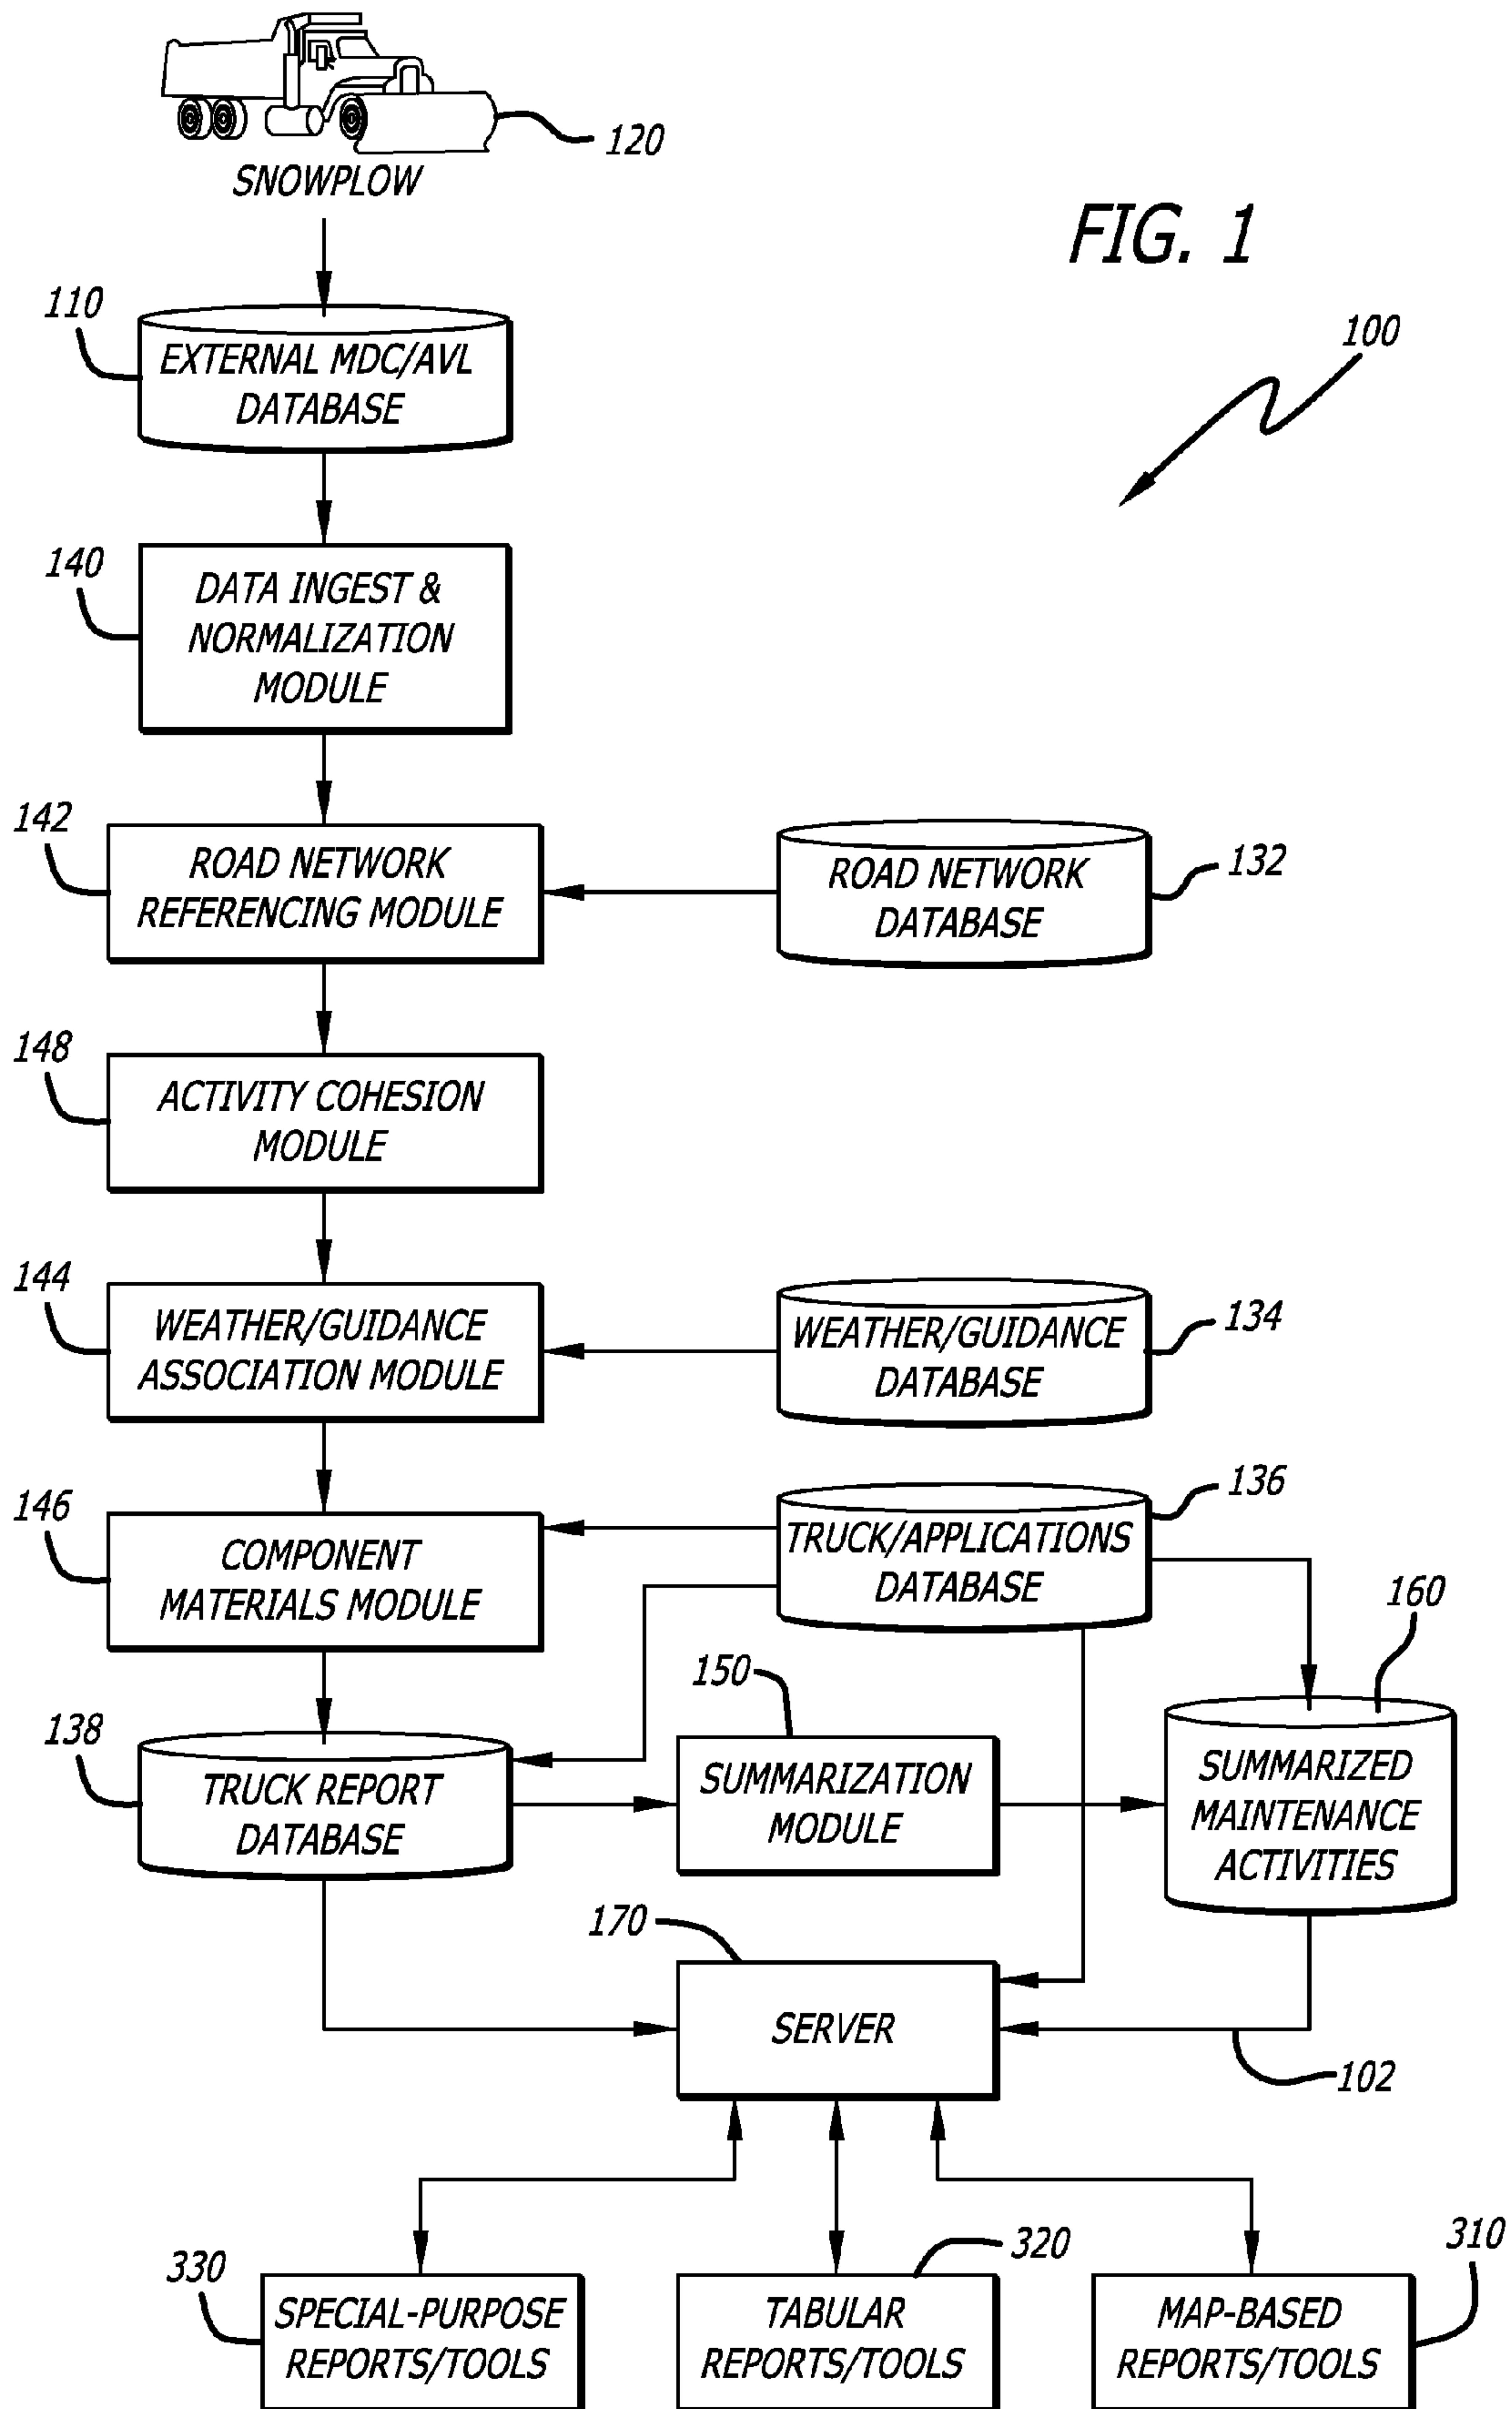 120
SNOWPLOW
FIG. 1
110
EXTERNAL MDC/AVL
DATABASE
100
140
DATA INGEST &
NORMALIZATION
MODULE
142
ROAD NETWORK
REFERENCING MODULE
ROAD NETWORK
DATABASE
132
148
ACTIVITY COHESION
MODULE
144
WEATHER/GUIDANCE
ASSOCIATION MODULE
WEATHER/GUIDANCE
DATABASE
134
146
COMPONENT
MATERIALS MODULE
TRUCK/APPLICATIONS
DATABASE
136
160
138
TRUCK REPORT
DATABASE
150
SUMMARIZATION
MODULE
SUMMARIZED
MAINTENANCE
ACTIVITIES
170
SERVER
102
330
SPECIAL-PURPOSE
REPORTS/TOOLS
320
TABULAR
REPORTS/TOOLS
310
MAP-BASED
REPORTS/TOOLS